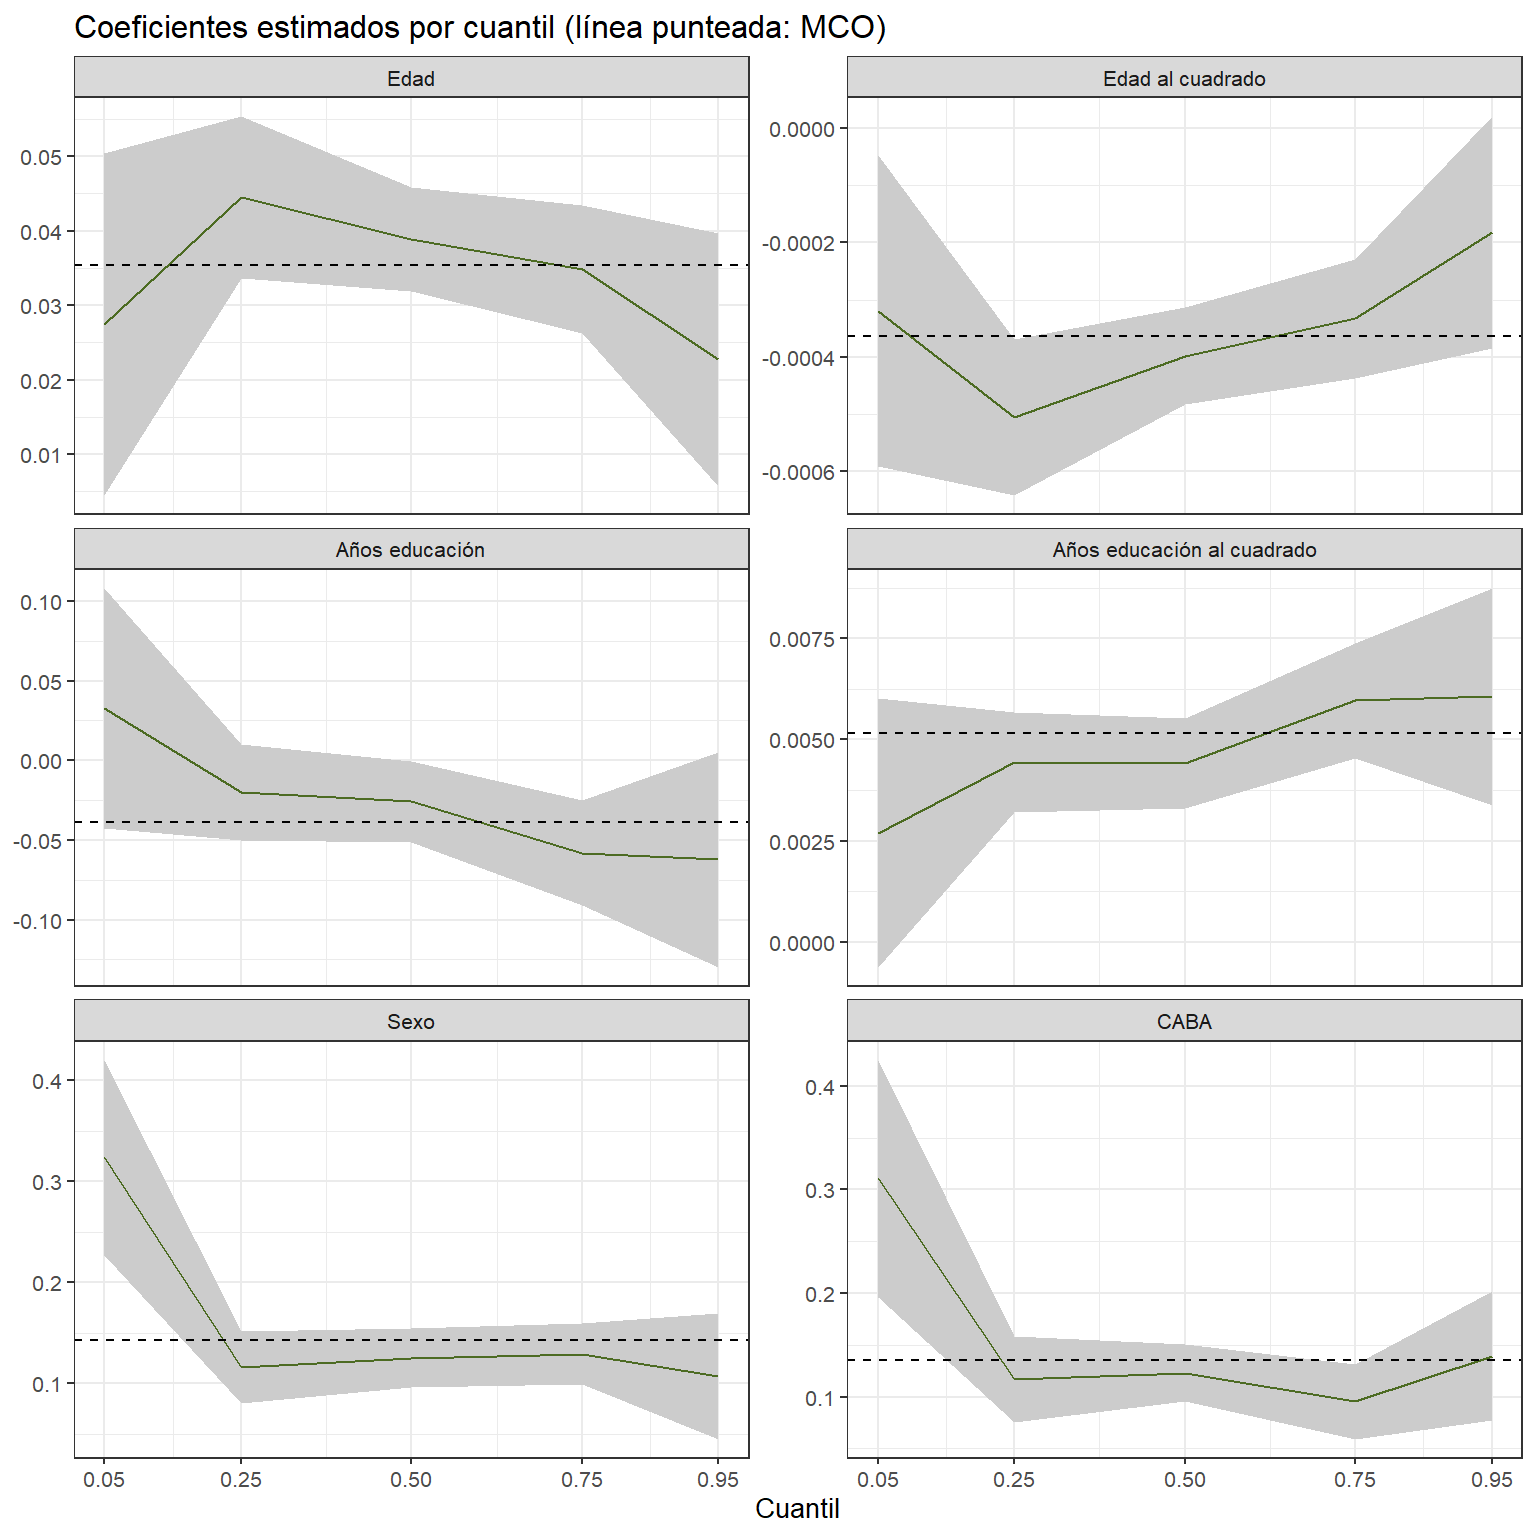 Coeficientes estimados por cuantil (línea punteada: MCO)
Edad
0.05
0.04
0.03
0.02
0.01
Edad al cuadrado
0.0000
-0.0002
-0.0004
-0.0006
Años educación
0.10
0.05
0.00
-0.05
-0.10
Años educación al cuadrado
0.0075
0.0050
0.0025
0.0000
Sexo
0.4
0.3
0.2
0.1
0.05 0.25 0.50 0.75 0.95
CABA
0.4
0.3
0.2
0.1
0.05 0.25 0.50 0.75 0.95
Cuantil